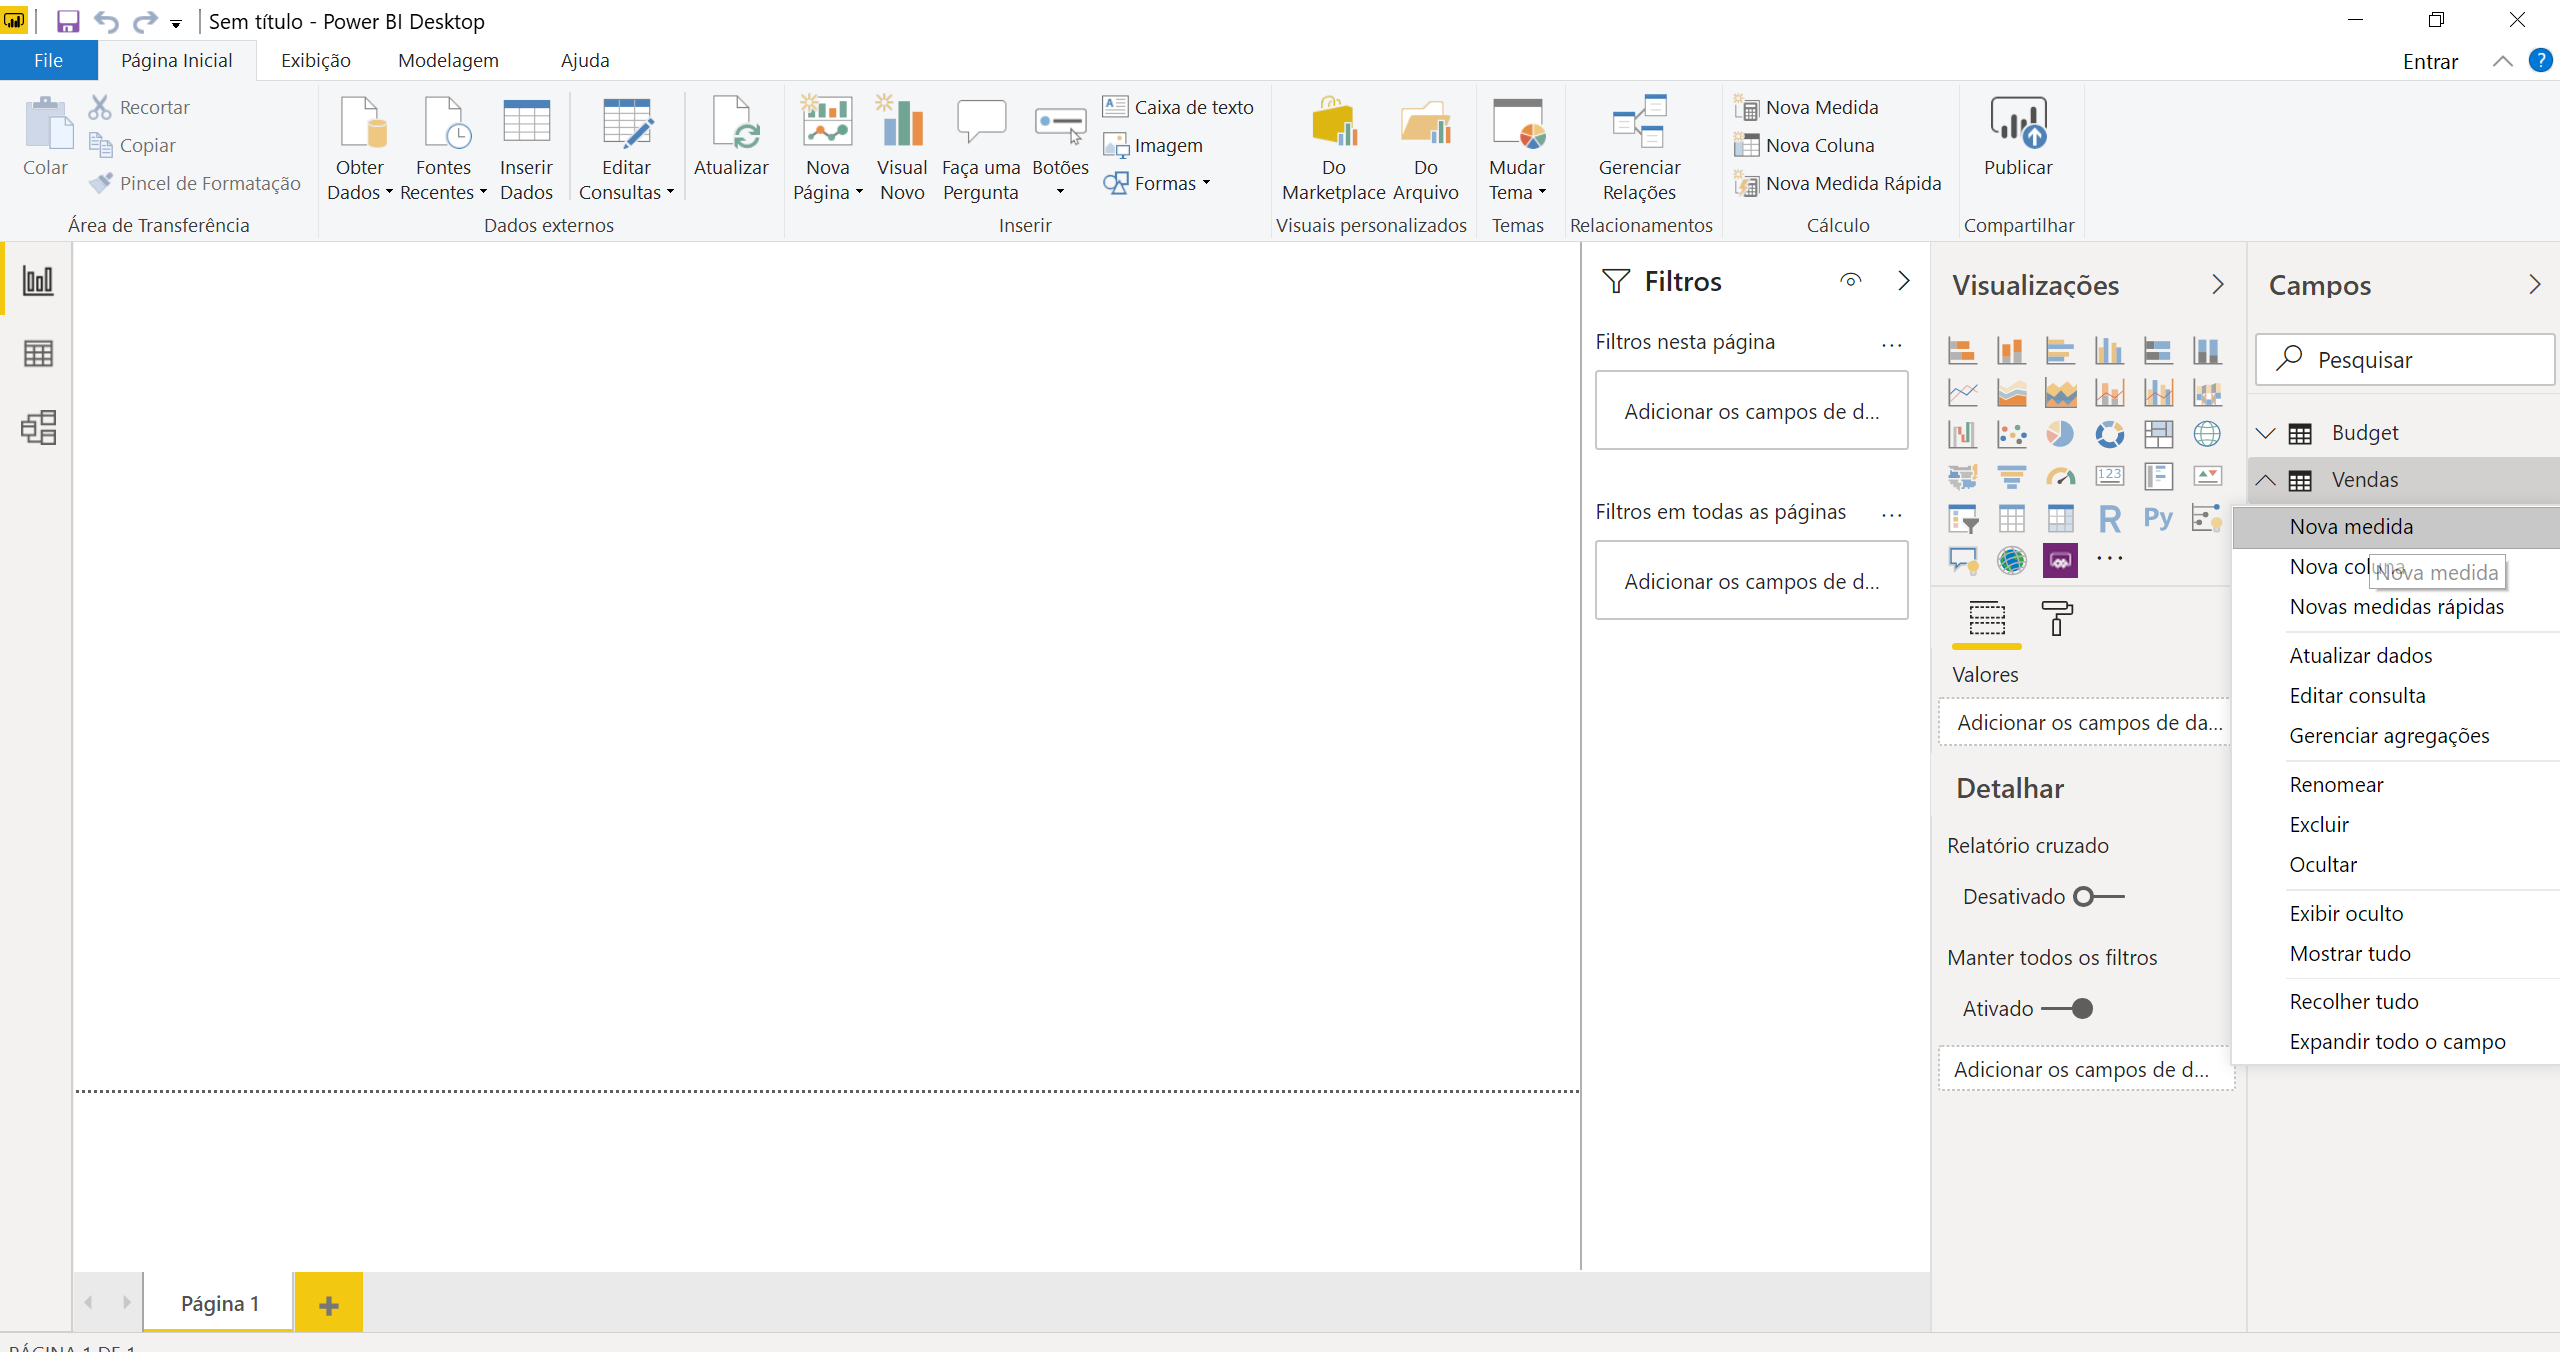 Sem título - Power BI Desktop
File
Página Inicial
Exibição
Modelagem
Ajuda
Entrar
?
Colar
Recortar
Copiar
Pincel de Formatação
Área de Transferência
Obter Dados
Fontes Recentes
Inserir Dados
Editar Consultas
Atualizar
Dados externos
Nova Página
Visual Novo
Faça uma Pergunta
Botões
Caixa de texto
Imagem
Formas
Inserir
Do Marketplace
Do Arquivo
Visuais personalizados
Mudar Tema
Temas
Gerenciar Relações
Relacionamentos
Nova Medida
Nova Coluna
Nova Medida Rápida
Cálculo
Publicar
Compartilhar
Filtros
Filtros nesta página
...
Adicionar os campos de d...
Filtros em todas as páginas
...
Adicionar os campos de d...
Visualizações
123
R
Py
...
Valores
Adicionar os campos de da...
Detalhar
Relatório cruzado
Desativado
Manter todos os filtros
Ativado
Adicionar os campos de d...
Campos
Pesquisar
Budget
Vendas
Nova medida
Nova coluna
Nova medida
Novas medidas rápidas
Atualizar dados
Editar consulta
Gerenciar agregações
Renomear
Excluir
Ocultar
Exibir oculto
Mostrar tudo
Recolher tudo
Expandir todo o campo
Página 1
PÁGINA 1 DE 1